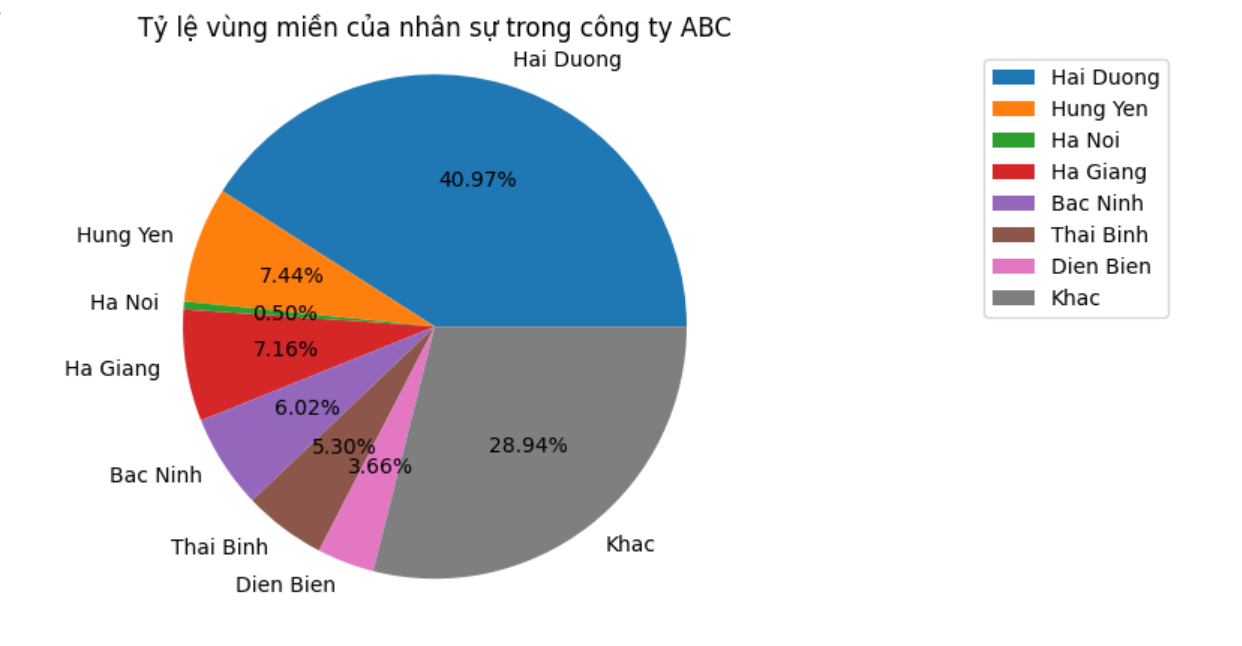 Tỷ lệ vùng miền của nhân sự trong công ty ABC
Hai Duong
40.97%
Hung Yen
7.44%
Ha Noi
0.50%
Ha Giang
7.16%
Bac Ninh
6.02%
Thai Binh
5.30%
Dien Bien
3.66%
Khac
28.94%
Hai Duong
Hung Yen
Ha Noi
Ha Giang
Bac Ninh
Thai Binh
Dien Bien
Khac